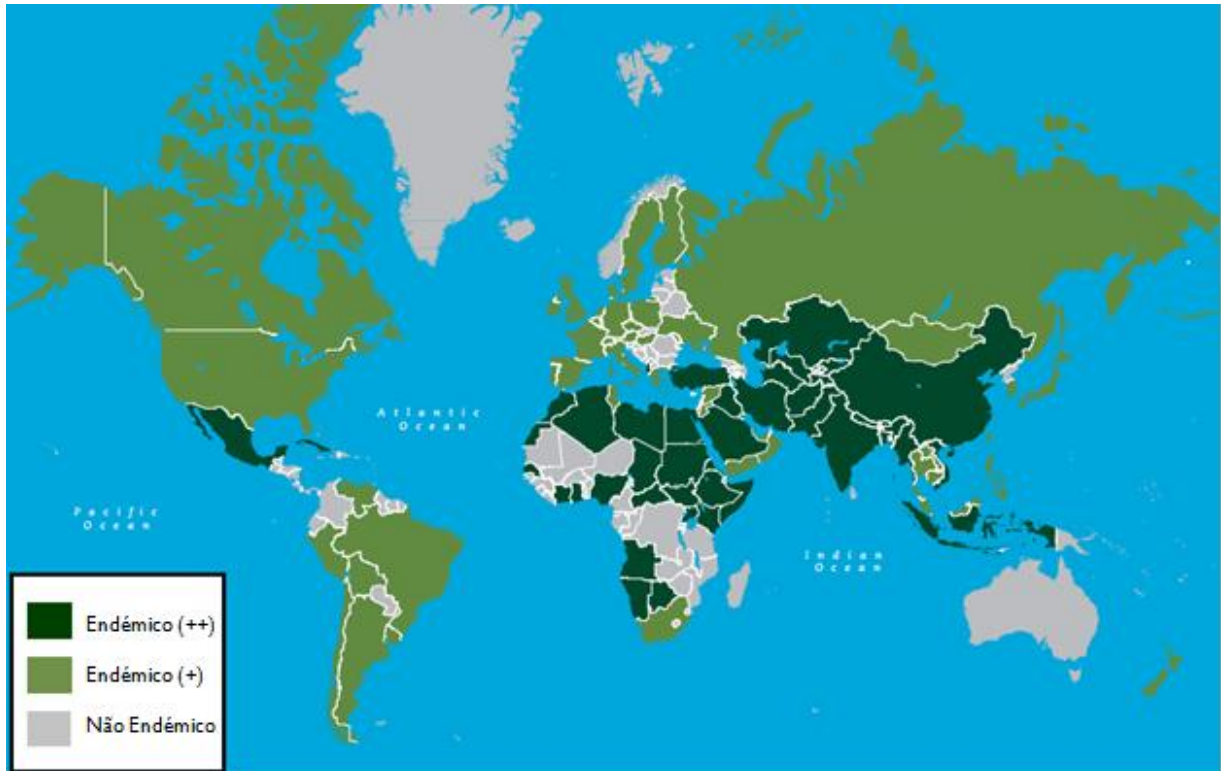 Atlantic
Ocean
Pacific
Ocean
Indian
Ocean
Endémico (++)
Endémico (+)
Não Endémico